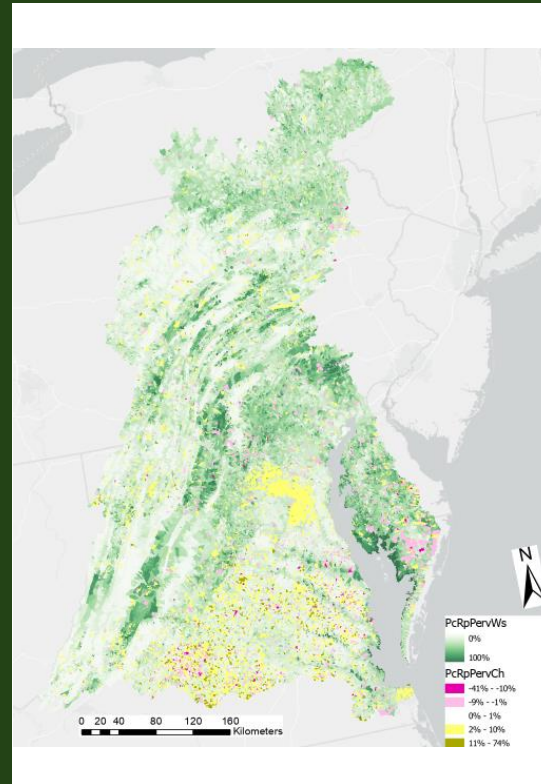 N
PcRpPervWs
0%
100%
PcRpPervCh
-41% - -10%
-9% - -1%
0% - 1%
2% - 10%
11% - 74%
0 20 40 80 120 160
Kilometers